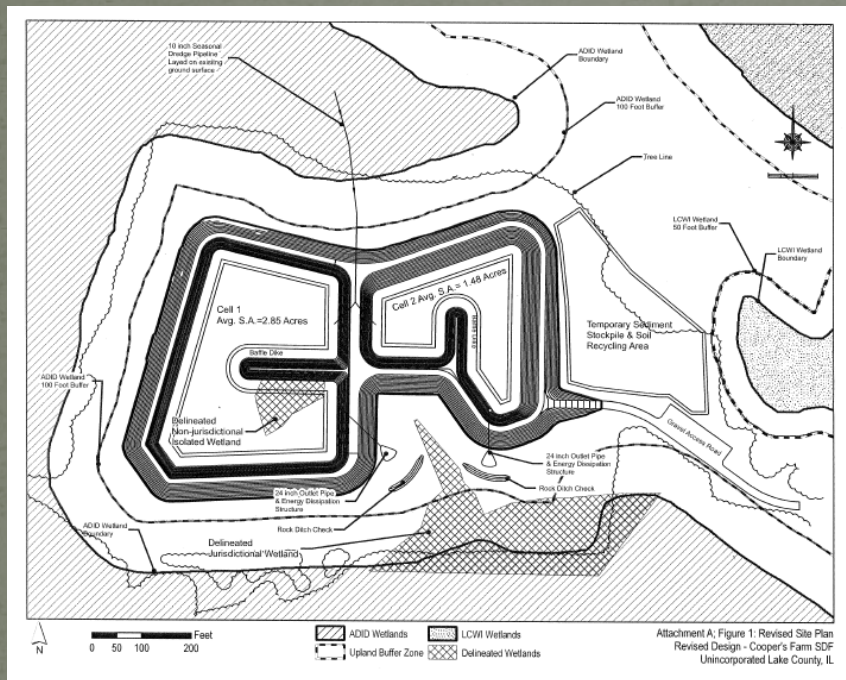 10 inch Seasonal
Dredge Pipeline
Layed on existing
ground surface
ADID Wetland
Boundary
ADID Wetland
100 Foot Buffer
Tree Line
LCWI Wetland
50 Foot Buffer
LCWI Wetland
Boundary
Cell 1
Avg. S.A.=2.85 Acres
Cell 2 Avg. S.A.= 1.48 Acres
Baffle Dike
Baffle Dike
Temporary Sediment
Stockpile & Soil
Recycling Area
ADID Wetland
100 Foot Buffer
Delineated
Non-jurisdictional
Isolated Wetland
Gravel Access Road
24 inch Outlet Pipe
& Energy Dissipation
Structure
24 inch Outlet Pipe
& Energy Dissipation
Structure
Rock Ditch Check
Rock Ditch Check
ADID Wetland
Boundary
Delineated
Jurisdictional Wetland
N
Feet
0 50 100 200
ADID Wetlands
LCWI Wetlands
Upland Buffer Zone
Delineated Wetlands
Attachment A; Figure 1: Revised Site Plan
Revised Design - Cooper's Farm SDF
Unincorporated Lake County, IL